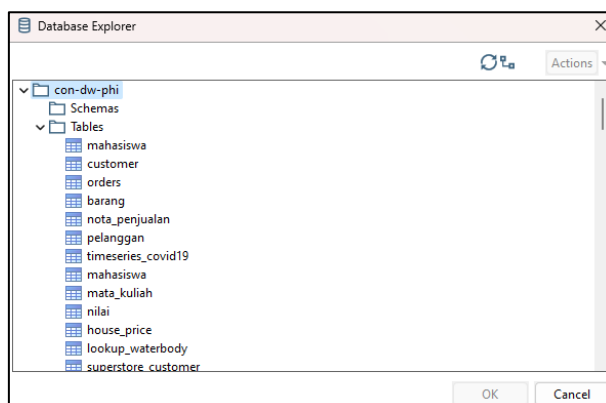 Database Explorer
Actions
con-dw-phi
Schemas
Tables
mahasiswa
customer
orders
barang
nota_penjualan
pelanggan
timeseries_covid19
mahasiswa
mata_kuliah
nilai
house_price
lookup_waterbody
superstore_customer
OK Cancel